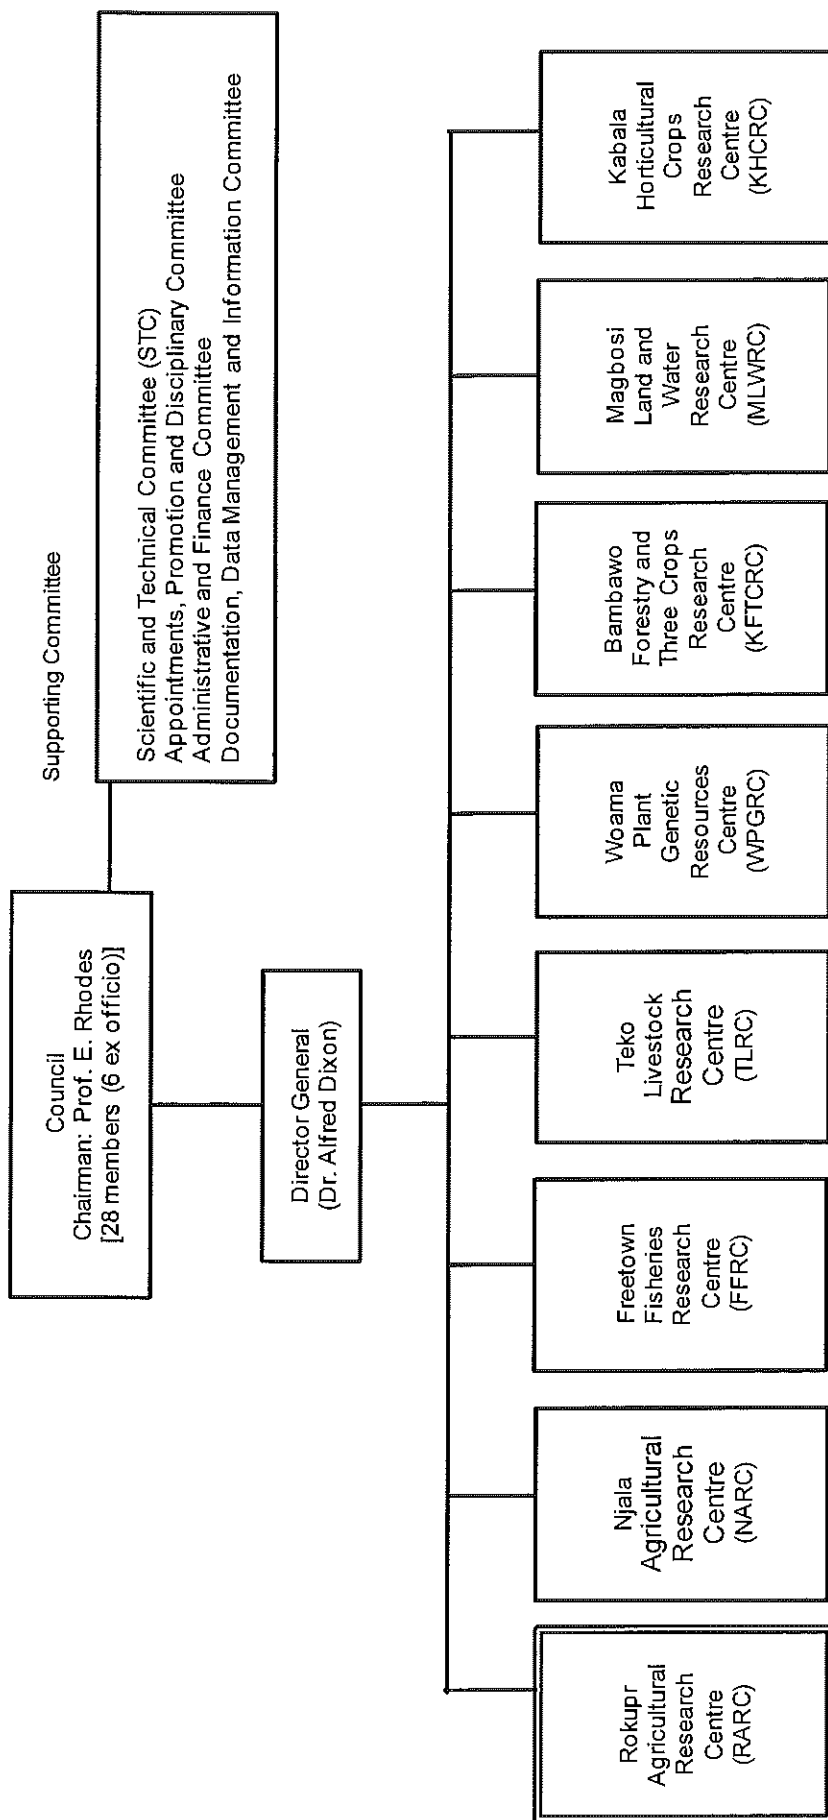 Council
Chairman: Prof. E. Rhodes
[28 members (6 ex officio)]
Supporting Committee
Scientific and Technical Committee (STC)
Appointments, Promotion and Disciplinary Committee
Administrative and Finance Committee
Documentation, Data Management and Information Committee
Director General
(Dr. Alfred Dixon)
Rokupr
Agricultural
Research
Centre
(RARC)
Njala
Agricultural
Research
Centre
(NARC)
Freetown
Fisheries
Research
Centre
(FFRC)
Teko
Livestock
Research
Centre
(TLRC)
Woama
Plant
Genetic
Resources
Centre
(WPGRC)
Bambawo
Forestry and
Three Crops
Research
Centre
(KFTCRC)
Magbosi
Land and
Water
Research
Centre
(MLWRC)
Kabala
Horticultural
Crops
Research
Centre
(KHCRC)